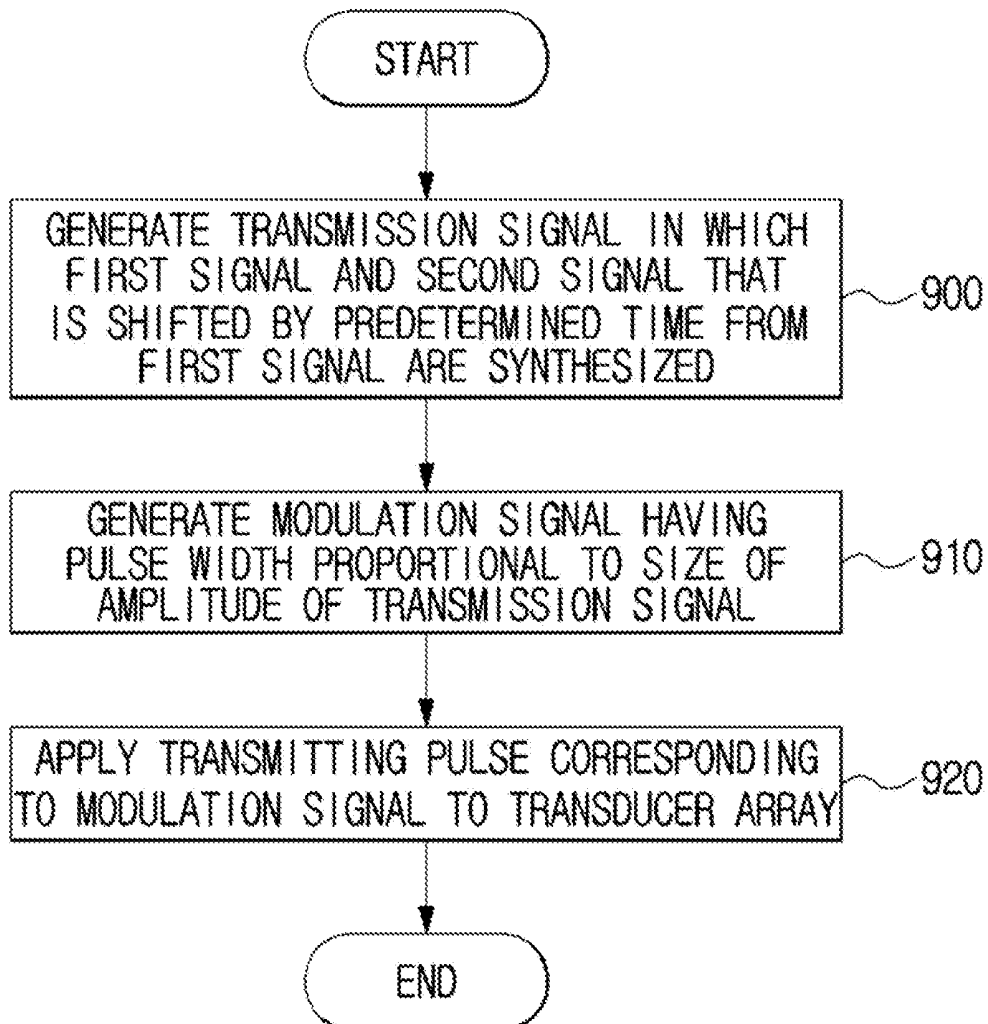 START
GENERATE TRANSMISSION SIGNAL IN WHICH
FIRST SIGNAL AND SECOND SIGNAL THAT
IS SHIFTED BY PREDETERMINED TIME FROM
FIRST SIGNAL ARE SYNTHESIZED
900
GENERATE MODULATION SIGNAL HAVING
PULSE WIDTH PROPORTIONAL TO SIZE OF
AMPLITUDE OF TRANSMISSION SIGNAL
910
APPLY TRANSMITTING PULSE CORRESPONDING
TO MODULATION SIGNAL TO TRANSDUCER ARRAY
920
END